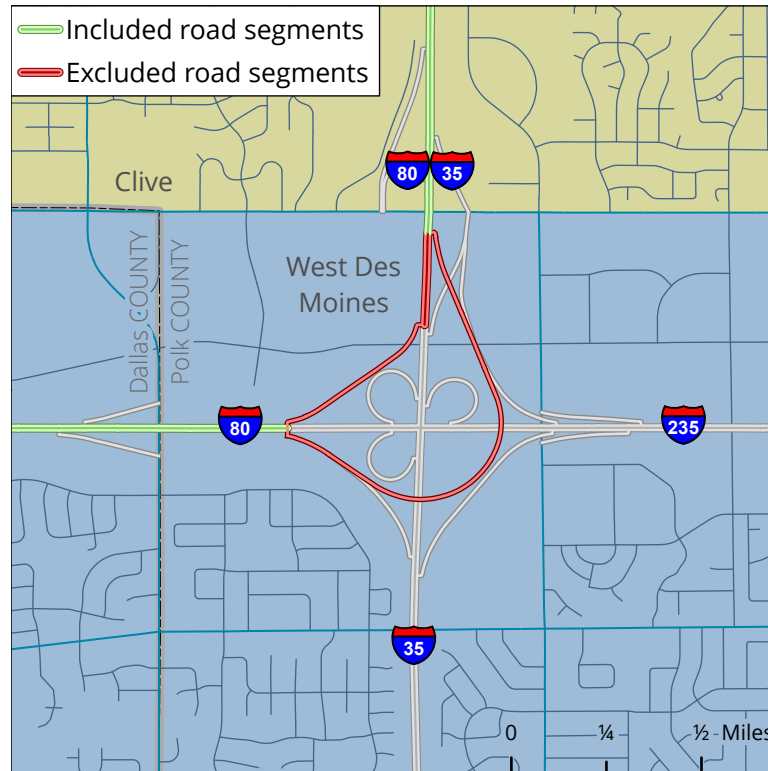 Included road segments
Excluded road segments
80
35
Clive
West Des
Moines
Dallas COUNTY
Polk COUNTY
80
235
35
0
¼
½ Miles